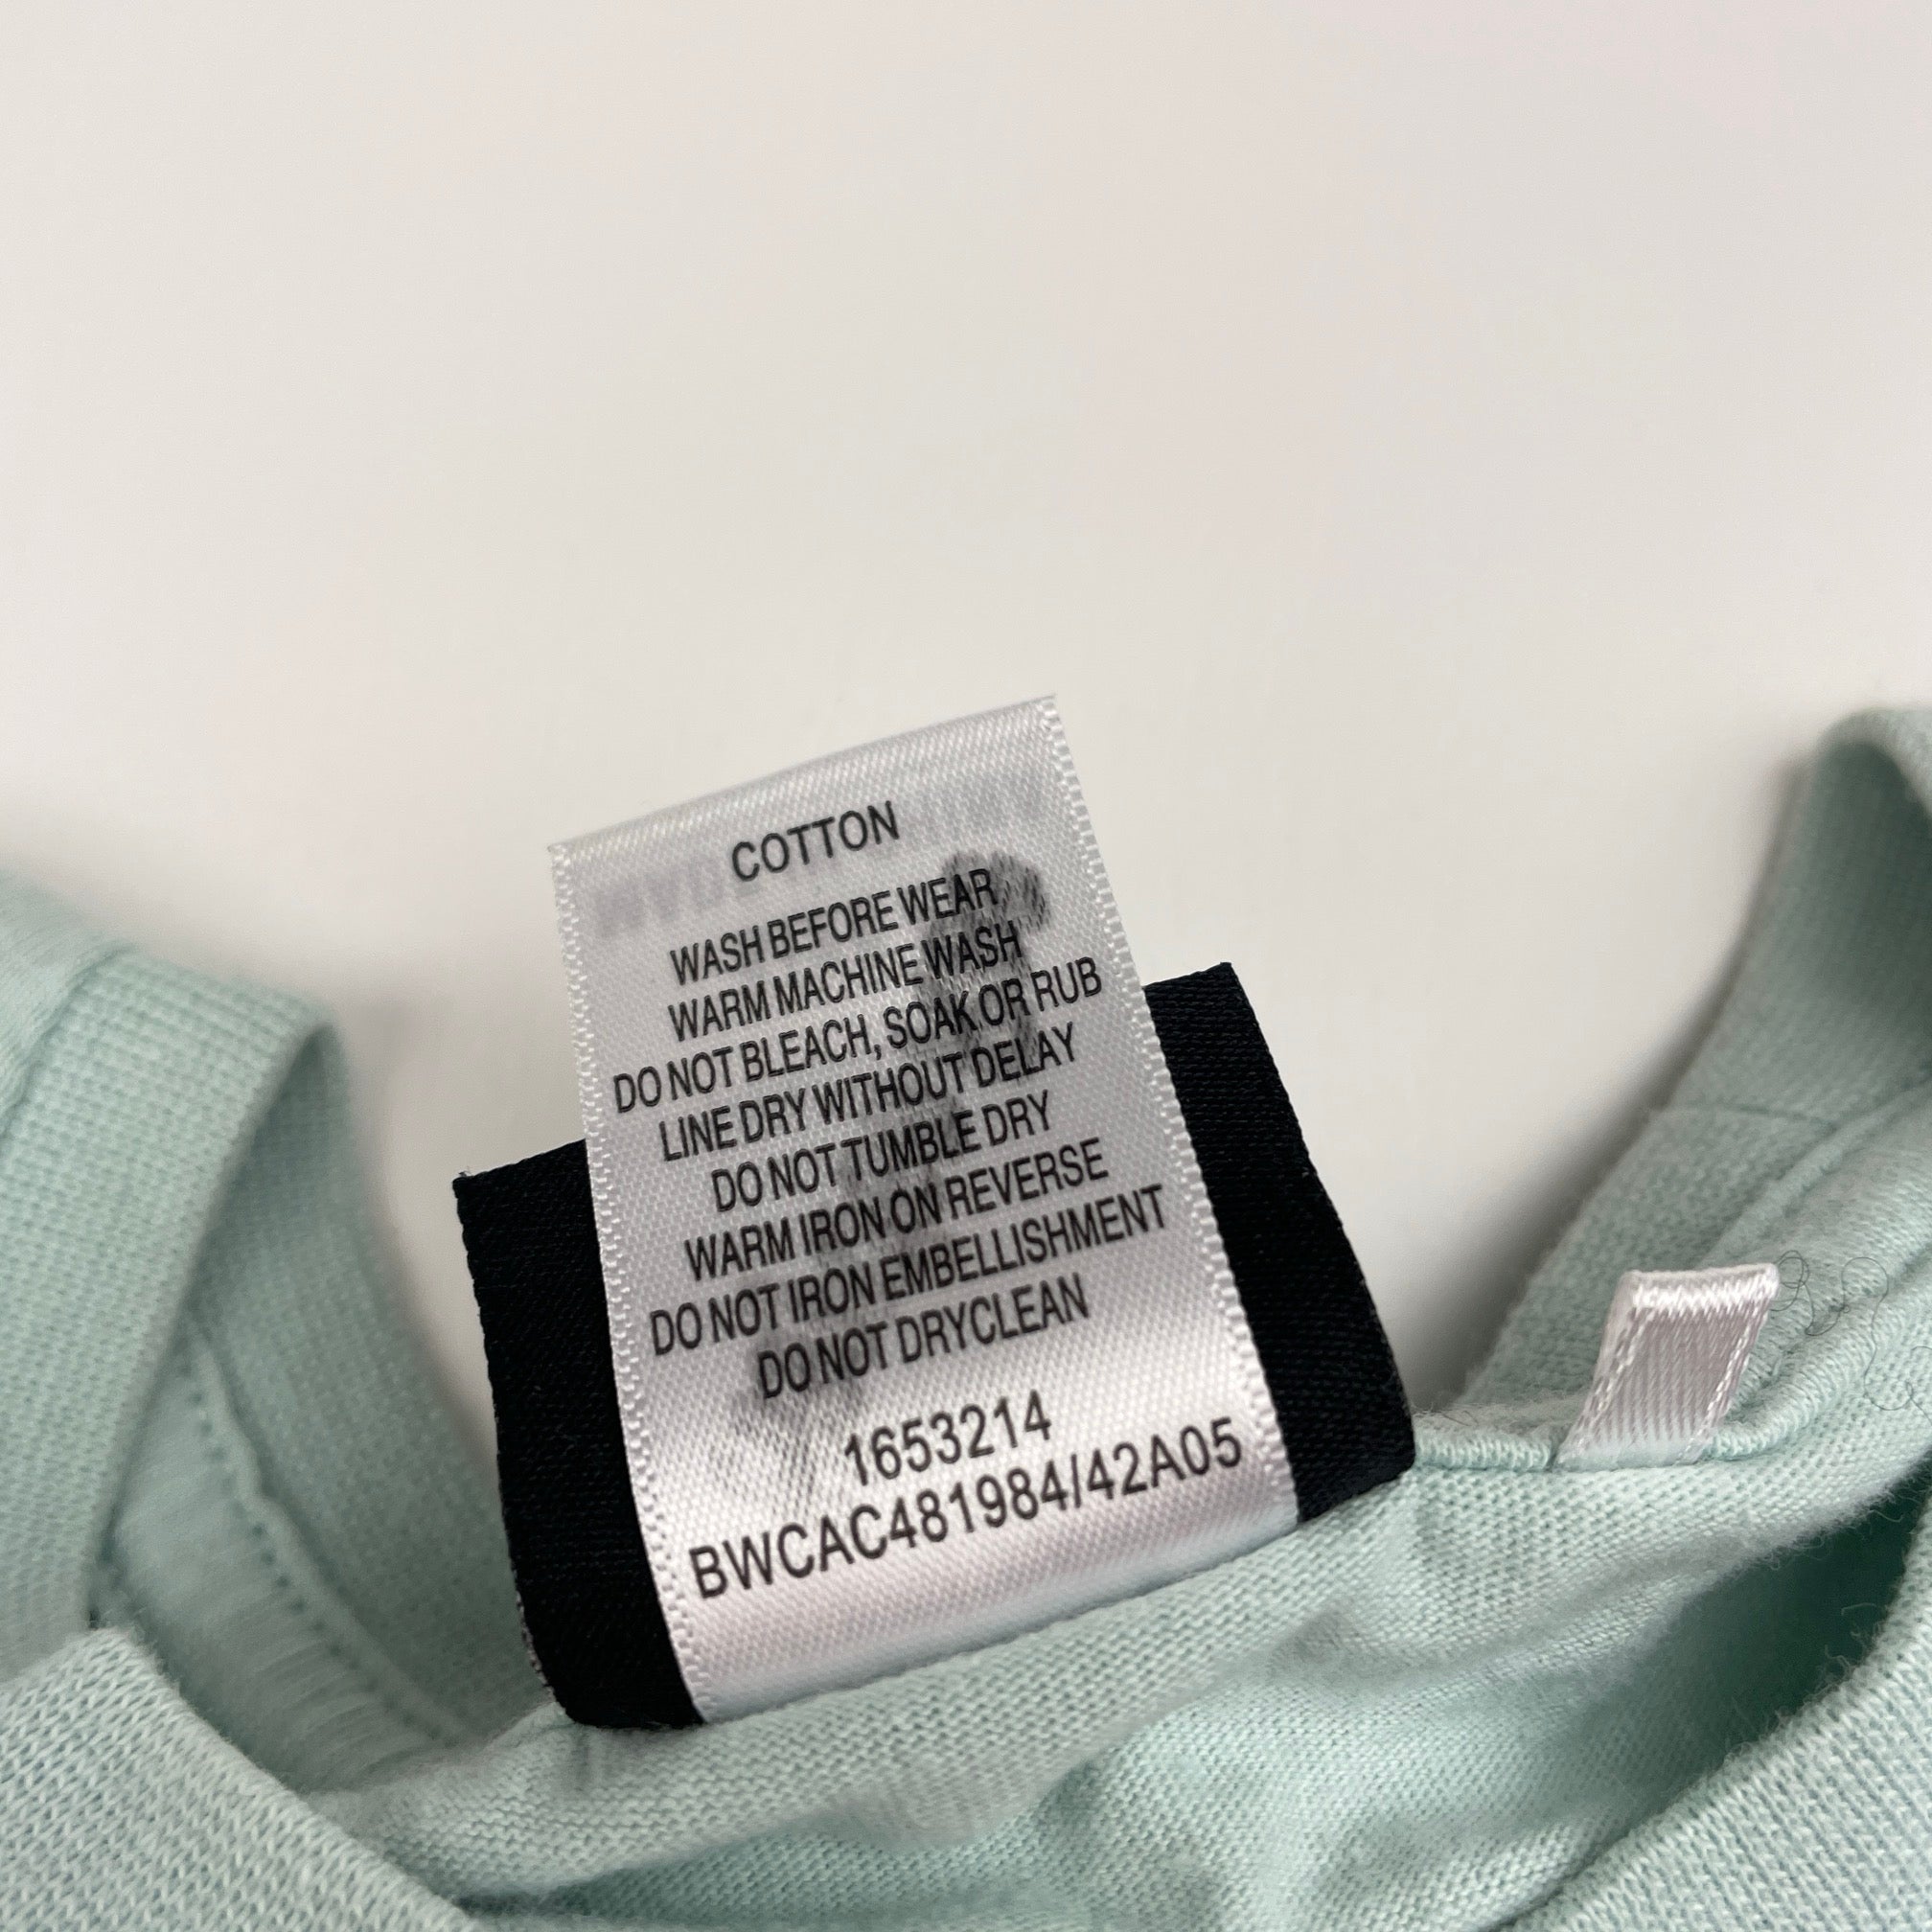 COTTON
WASH BEFORE WEAR
WARM MACHINE WASH
DO NOT BLEACH, SOAK OR RUB
LINE DRY WITHOUT DELAY
DO NOT TUMBLE DRY
WARM IRON ON REVERSE
DO NOT IRON EMBELLISHMENT
DO NOT DRYCLEAN
1653214
BWCAC481984/42A05